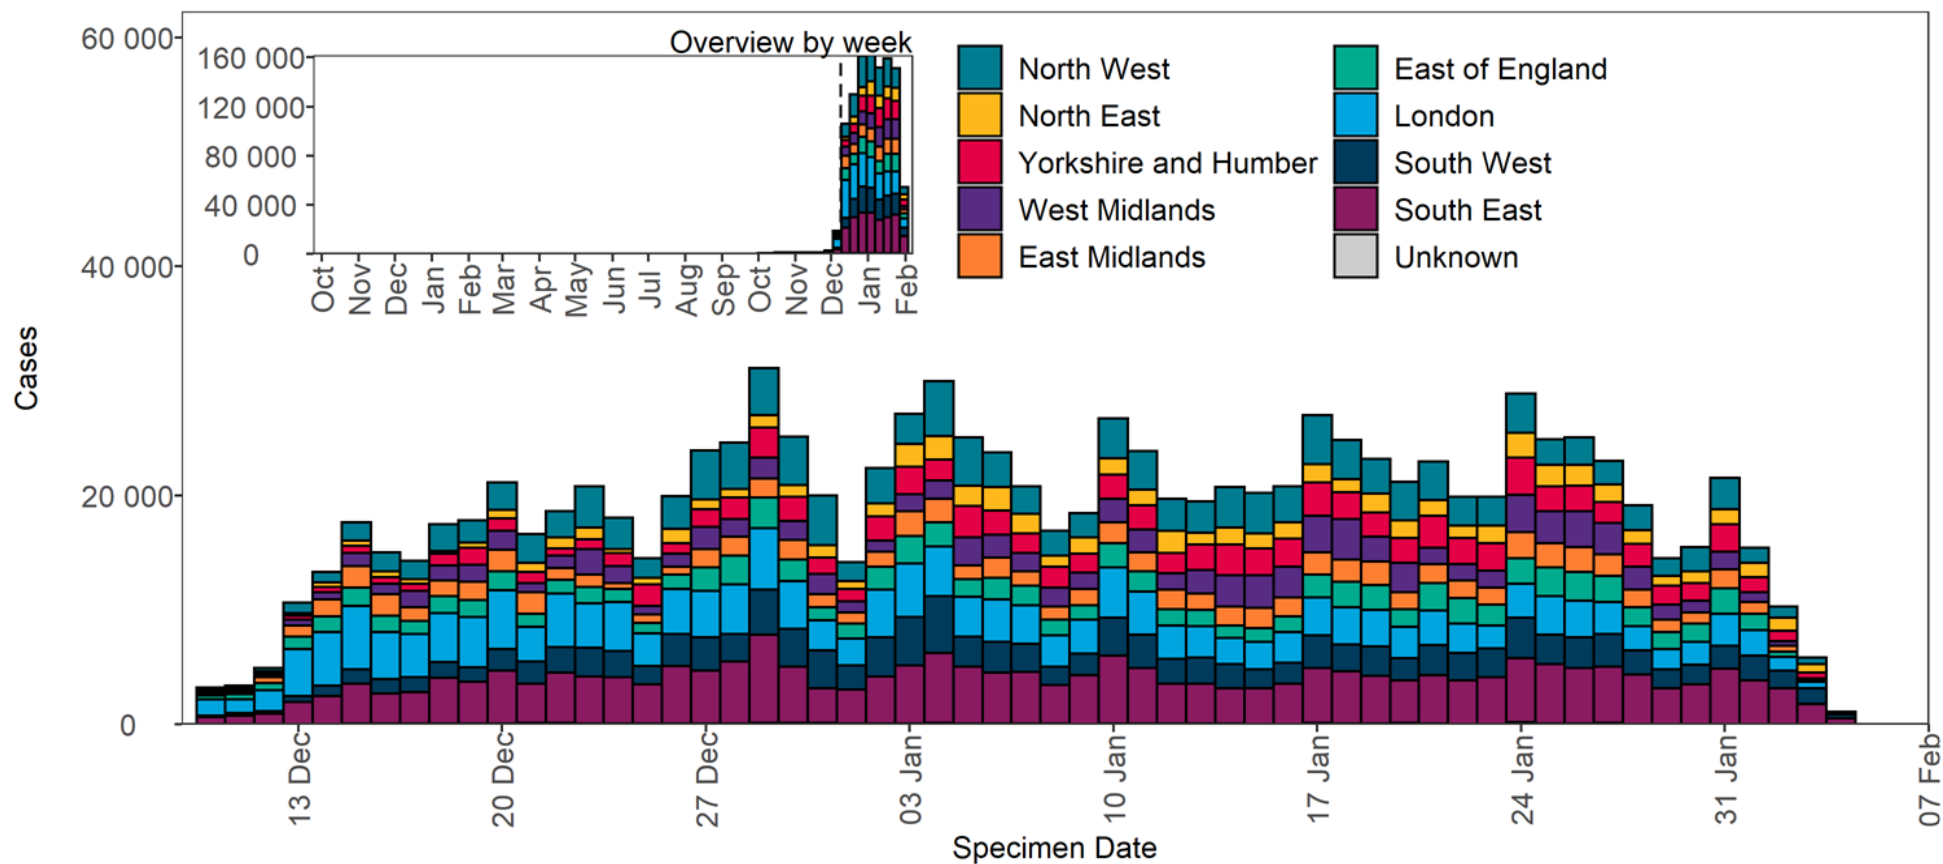 60 000
40 000
20 000
0
Cases
Overview by week
160 000
120 000
80 000
40 000
0
Oct Nov Dec Jan Feb Mar Apr May Jun Jul Aug Sep Oct Nov Dec Jan Feb
North West
North East
Yorkshire and Humber
West Midlands
East Midlands
East of England
London
South West
South East
Unknown
13 Dec 20 Dec 27 Dec 03 Jan 10 Jan 17 Jan 24 Jan 31 Jan 07 Feb
Specimen Date